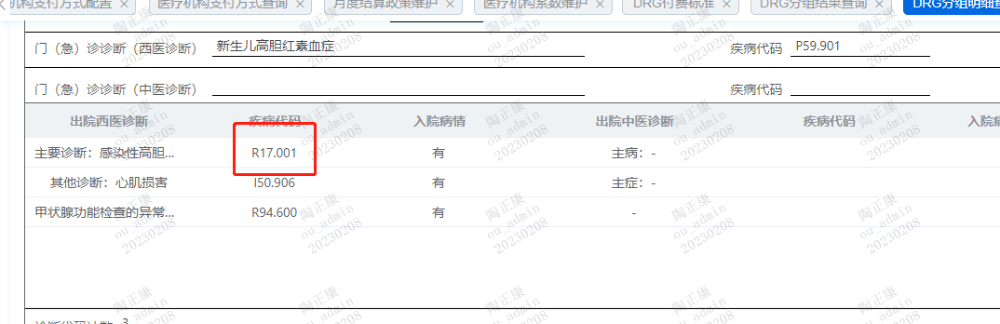 机构支付方式配置 × 医疗机构支付方式查询 × 月度结算政策维护 × 医疗机构系数维护 × DRG付费标准 × DRG分组结果查询 × DRG分组明细查
门（急）诊诊断（西医诊断） 新生儿高胆红素血症 疾病代码 P59.901
门（急）诊诊断（中医诊断） 疾病代码
出院西医诊断 疾病代码 入院病情 出院中医诊断 疾病代码 入院病
主要诊断：感染性高胆... R17.001 有 主病：-
其他诊断：心肌损害 I50.906 有 主症：-
甲状腺功能检查的异常... R94.600 有 -
诊断代码计数 3
陶正康
ou_admin
20230208